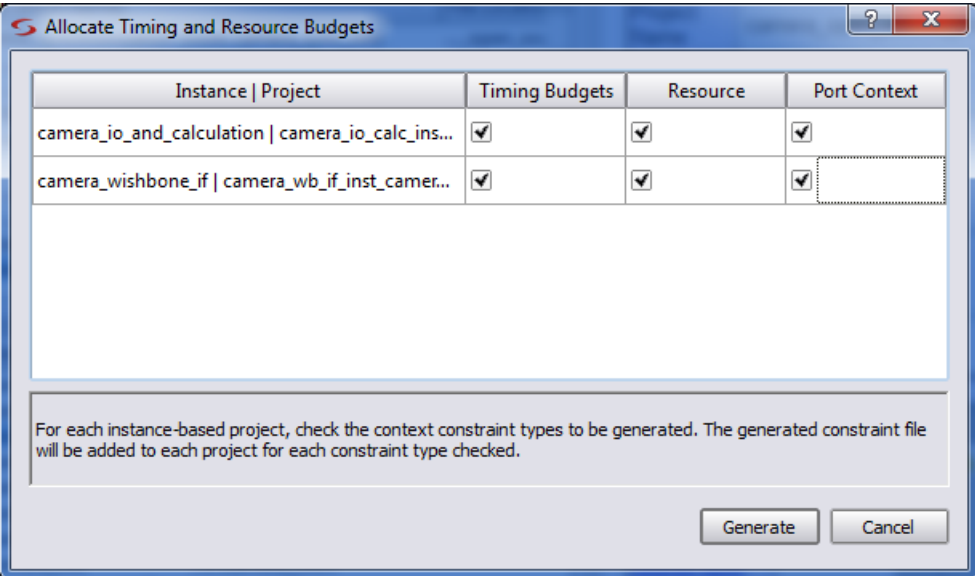 Allocate Timing and Resource Budgets
Instance | Project Timing Budgets Resource Port Context
camera_io_and_calculation | camera_io_calc_ins...
camera_wishbone_if | camera_wb_if_inst_camer...
For each instance-based project, check the context constraint types to be generated. The generated constraint file
will be added to each project for each constraint type checked.
Generate Cancel